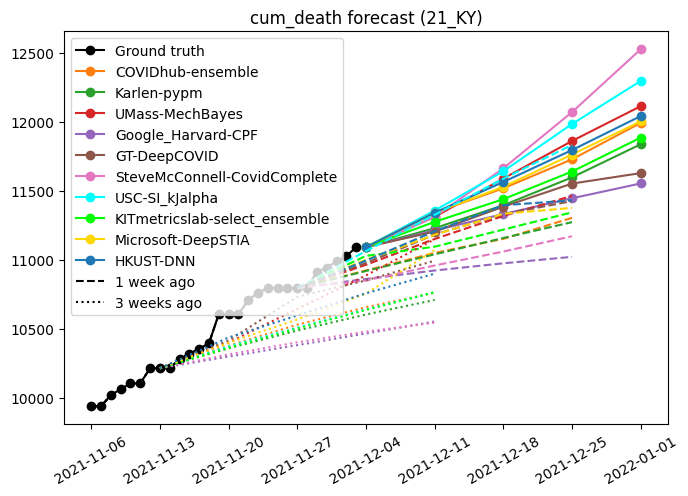 cum_death forecast (21_KY)
12500
12000
11500
11000
10500
10000
Ground truth
COVIDhub-ensemble
Karlen-pypm
UMass-MechBayes
Google_Harvard-CPF
GT-DeepCOVID
SteveMcConnell-CovidComplete
USC-SI_kJalpha
KITmetricslab-select_ensemble
Microsoft-DeepSTIA
HKUST-DNN
1 week ago
3 weeks ago
2021-11-06
2021-11-13
2021-11-20
2021-11-27
2021-12-04
2021-12-11
2021-12-18
2021-12-25
2022-01-01